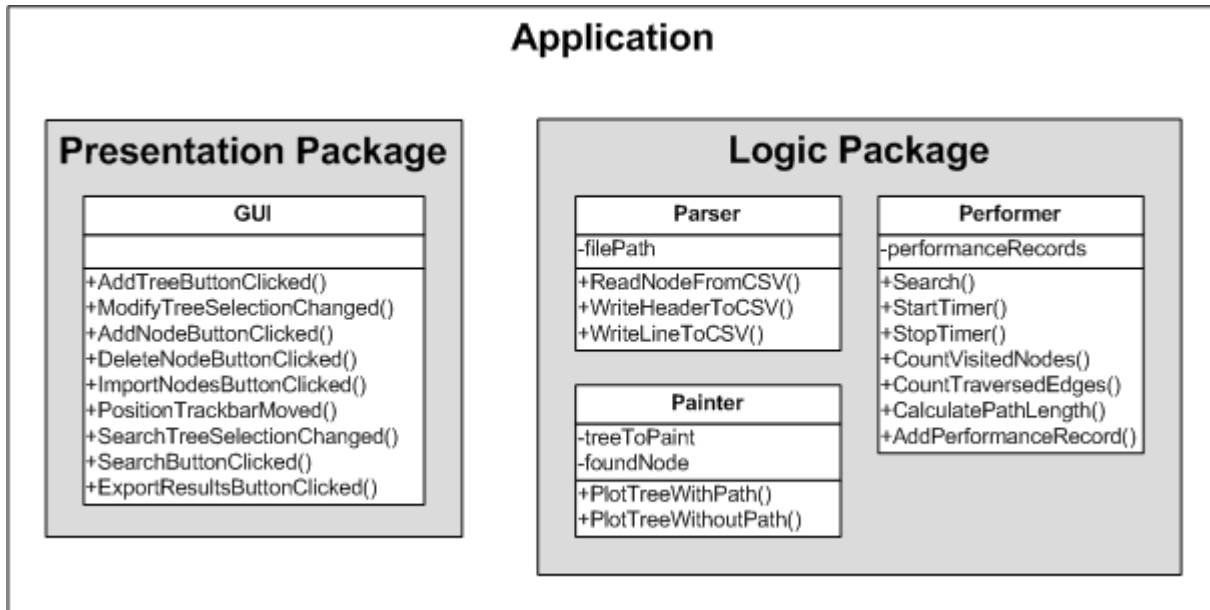 Application
Presentation Package
GUI
+AddTreeButtonClicked()
+ModifyTreeSelectionChanged()
+AddNodeButtonClicked()
+DeleteNodeButtonClicked()
+ImportNodesButtonClicked()
+PositionTrackbarMoved()
+SearchTreeSelectionChanged()
+SearchButtonClicked()
+ExportResultsButtonClicked()
Logic Package
Parser
-filePath
+ReadNodeFromCSV()
+WriteHeaderToCSV()
+WriteLineToCSV()
Painter
-treeToPaint
-foundNode
+PlotTreeWithPath()
+PlotTreeWithoutPath()
Performer
-performanceRecords
+Search()
+StartTimer()
+StopTimer()
+CountVisitedNodes()
+CountTraversedEdges()
+CalculatePathLength()
+AddPerformanceRecord()